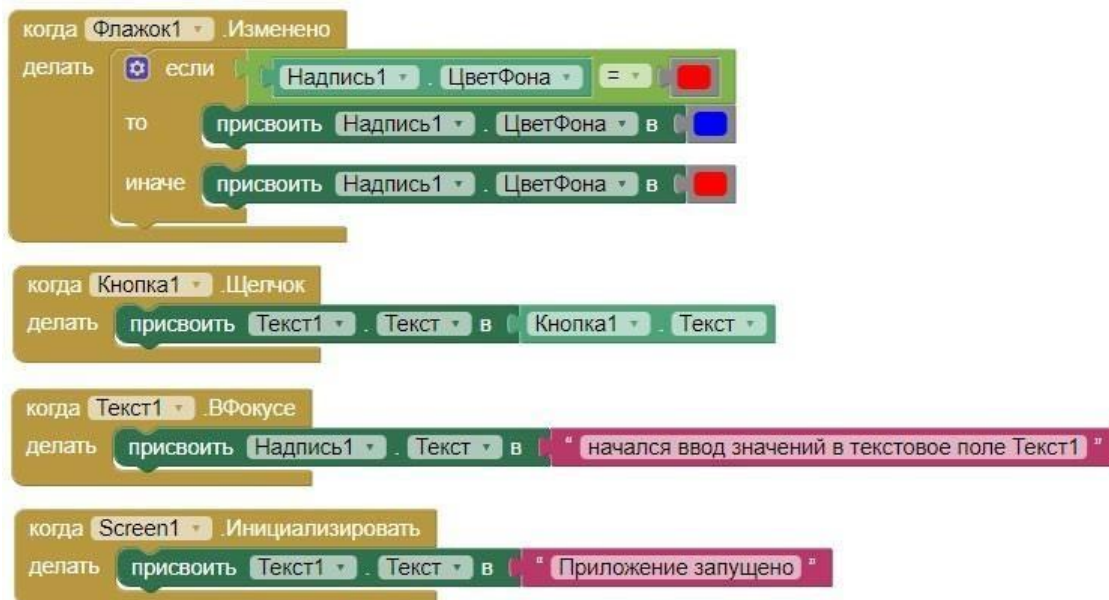 когда Флажок1 .Изменено
делать если Надпись1 . ЦветФона =
то присвоить Надпись1 . ЦветФона в
иначе присвоить Надпись1 . ЦветФона в
когда Кнопка1 .Щелчок
делать присвоить Текст1 . Текст в Кнопка1 . Текст
когда Текст1 .ВФокусе
делать присвоить Надпись1 . Текст в " начался ввод значений в текстовое поле Текст1 "
когда Screen1 .Инициализировать
делать присвоить Текст1 . Текст в " Приложение запущено "